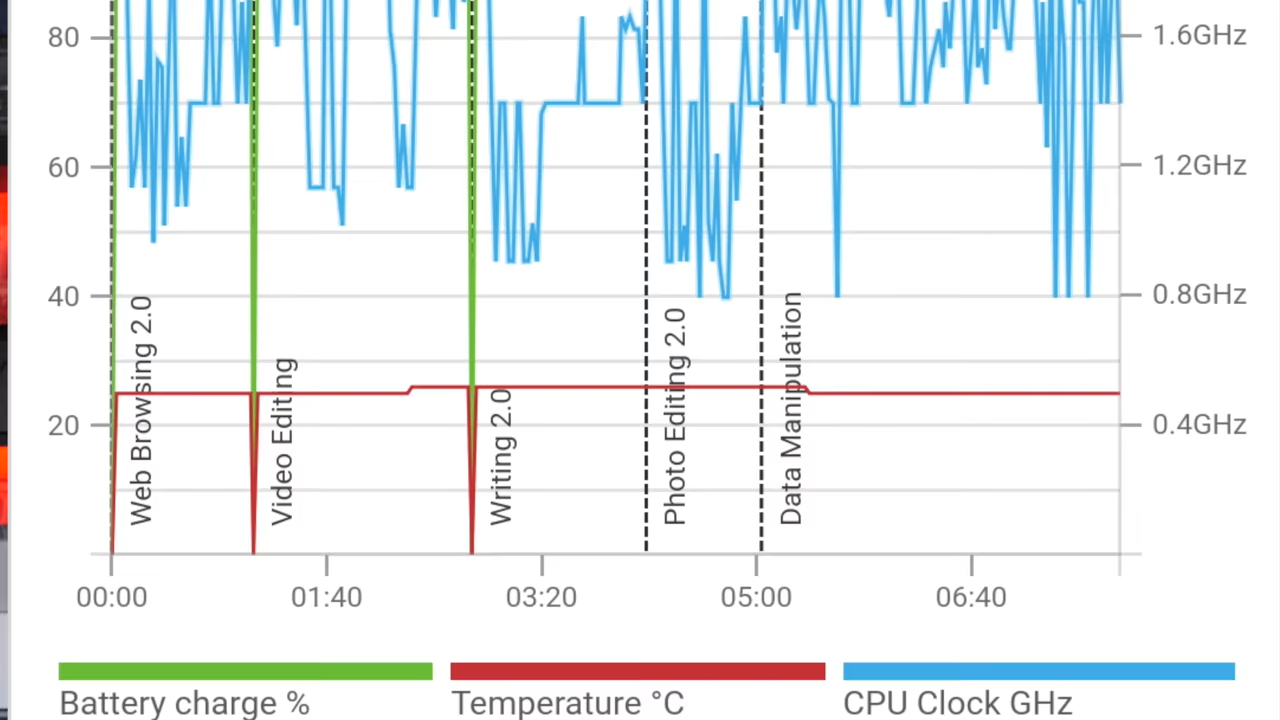 80
60
40
20
1.6GHz
1.2GHz
0.8GHz
0.4GHz
Web Browsing 2.0
Video Editing
Writing 2.0
Photo Editing 2.0
Data Manipulation
00:00
01:40
03:20
05:00
06:40
Battery charge %
Temperature °C
CPU Clock GHz